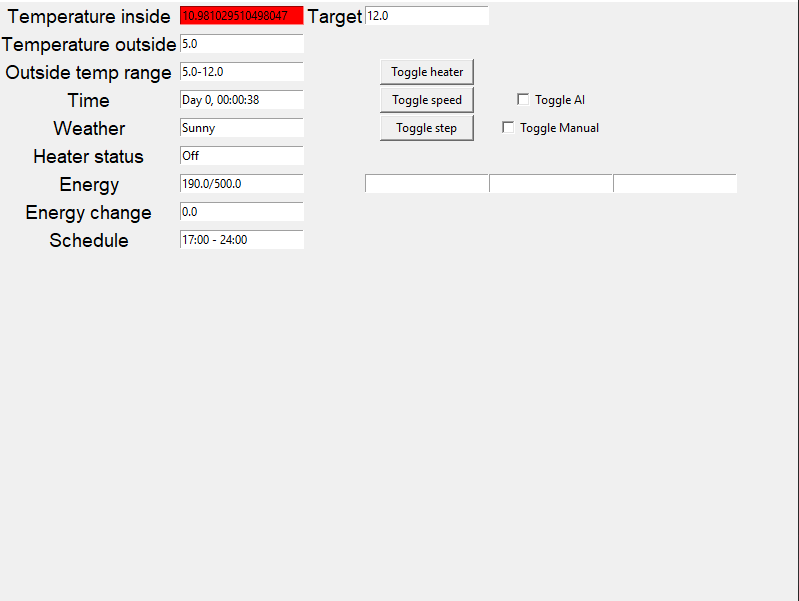 Temperature inside 10.981029510498047 Target 12.0
Temperature outside 5.0
Outside temp range 5.0-12.0 Toggle heater
Time Day 0, 00:00:38 Toggle speed Toggle AI
Weather Sunny Toggle step Toggle Manual
Heater status Off
Energy 190.0/500.0
Energy change 0.0
Schedule 17:00 - 24:00